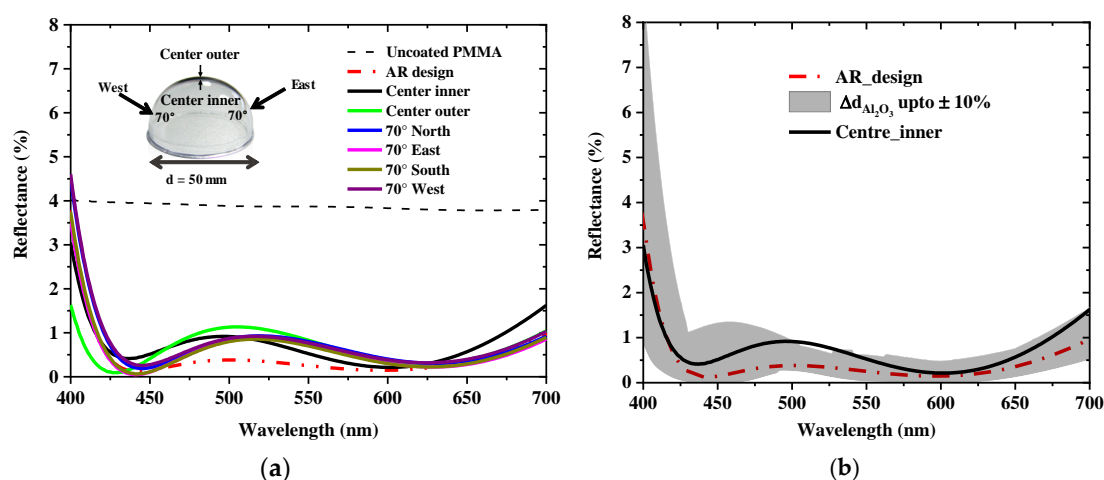 8
7
6
5
4
3
2
1
0
Reflectance (%)
400 450 500 550 600 650 700
Wavelength (nm)
Center outer
West
East
Center inner
70° 70°
d = 50 mm
Uncoated PMMA
AR design
Center inner
Center outer
70° North
70° East
70° South
70° West
(a)
8
7
6
5
4
3
2
1
0
Reflectance (%)
400 450 500 550 600 650 700
Wavelength (nm)
AR_design
Δd_Al₂O₃ upto ± 10%
Centre_inner
(b)